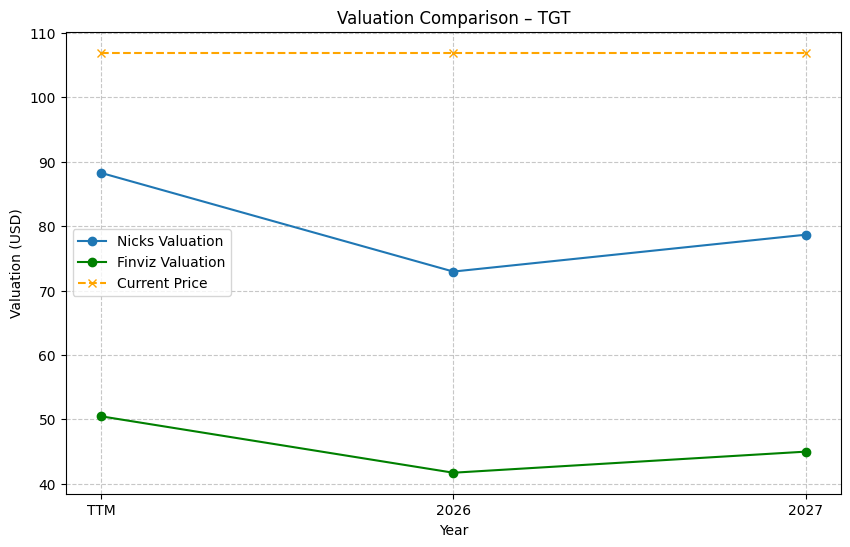 Valuation Comparison – TGT
Valuation (USD)
110
100
90
80
70
60
50
40
Nicks Valuation
Finviz Valuation
Current Price
TTM
2026
2027
Year